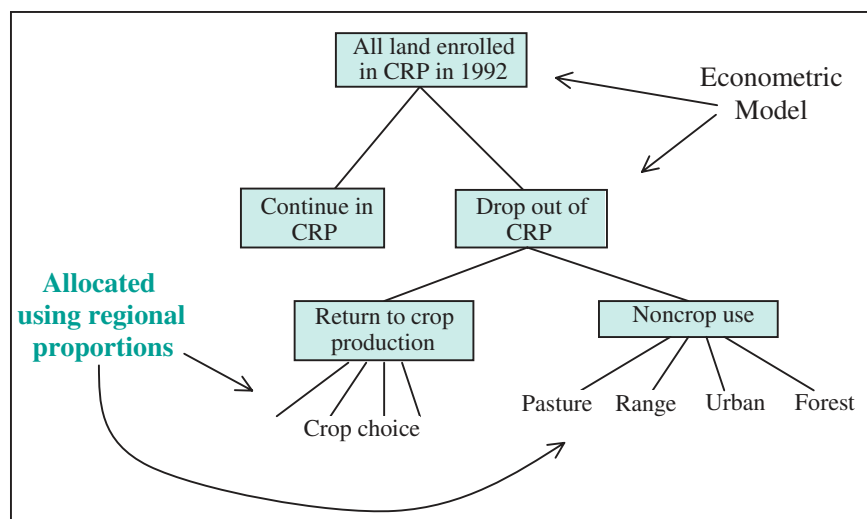 All land enrolled
in CRP in 1992
Econometric
Model
Continue in
CRP
Drop out of
CRP
Allocated
using regional
proportions
Return to crop
production
Noncrop use
Crop choice
Pasture
Range
Urban
Forest